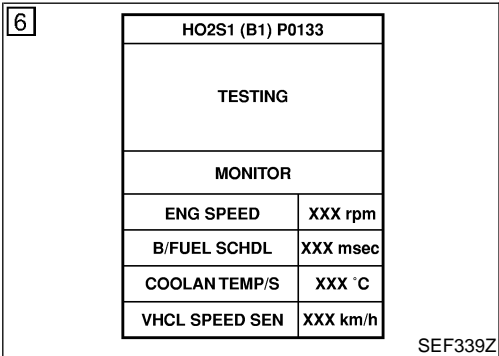 6
HO2S1 (B1) P0133
TESTING
MONITOR
ENG SPEED XXX rpm
B/FUEL SCHDL XXX msec
COOLAN TEMP/S XXX °C
VHCL SPEED SEN XXX km/h
SEF339Z